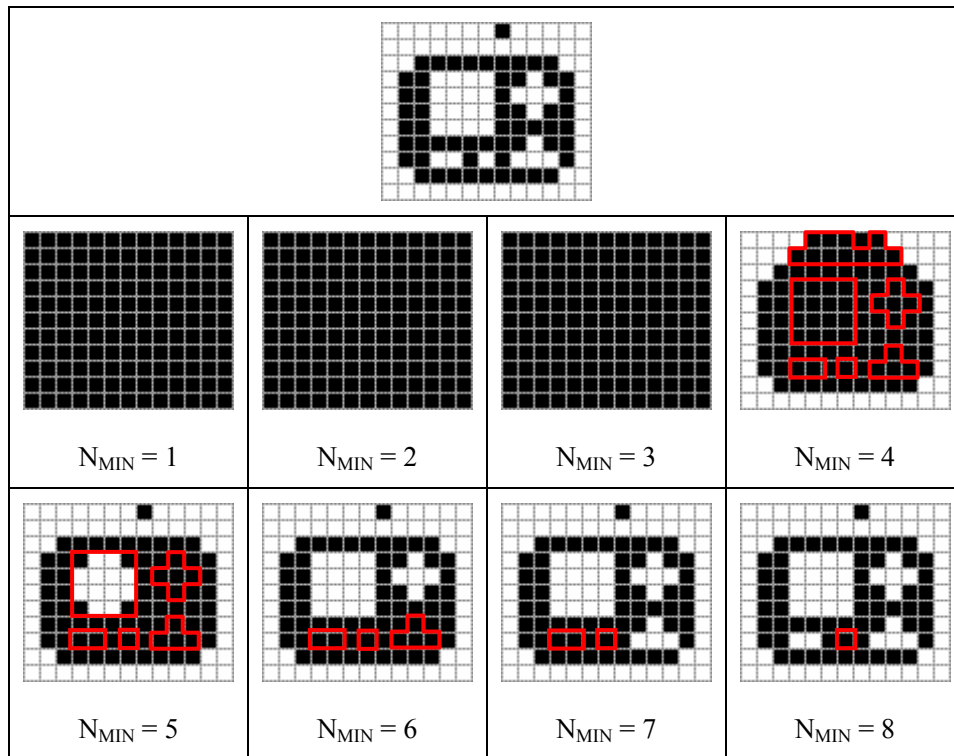 N_MIN = 1
N_MIN = 2
N_MIN = 3
N_MIN = 4
N_MIN = 5
N_MIN = 6
N_MIN = 7
N_MIN = 8